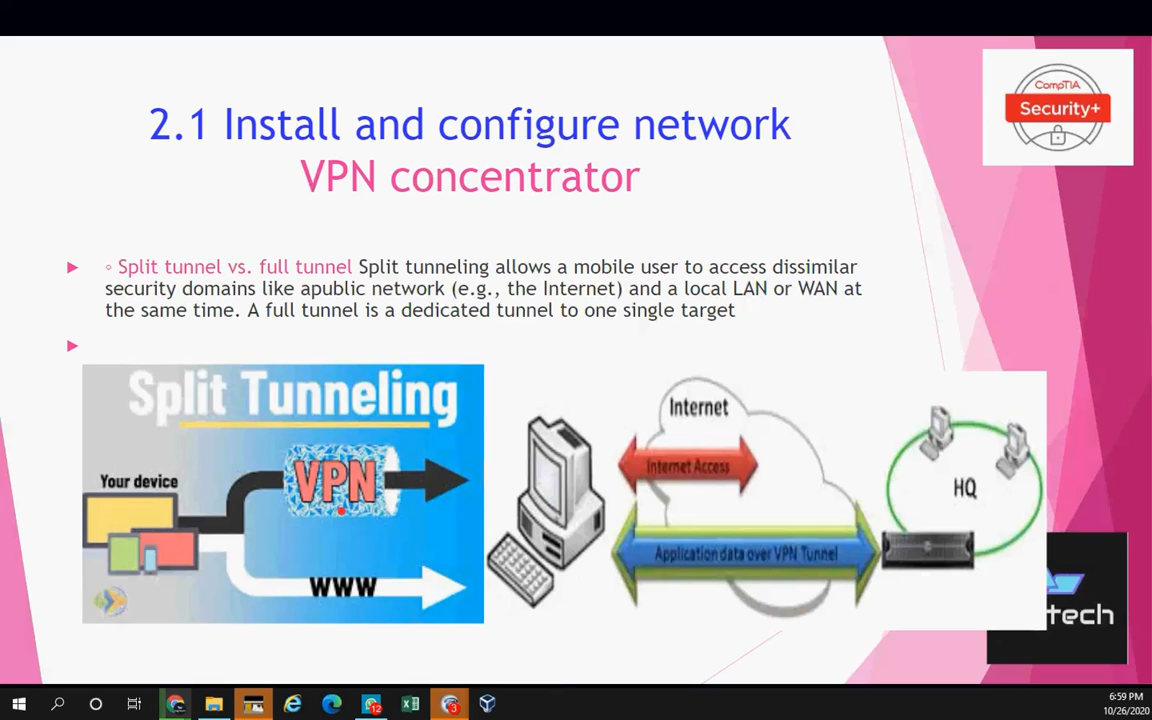 2.1 Install and configure network
VPN concentrator
CompTIA
Security+
◦ Split tunnel vs. full tunnel Split tunneling allows a mobile user to access dissimilar
security domains like apublic network (e.g., the Internet) and a local LAN or WAN at
the same time. A full tunnel is a dedicated tunnel to one single target
Split Tunneling
Your device
VPN
WWW
Internet
Internet Access
Application data over VPN Tunnel
HQ
tech
12
3
6:59 PM
10/26/2020